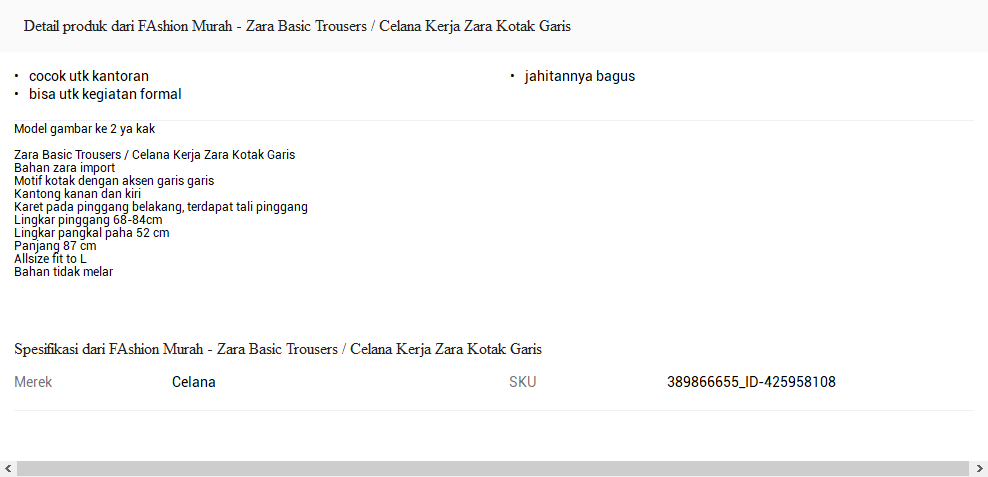 Detail produk dari FAshion Murah - Zara Basic Trousers / Celana Kerja Zara Kotak Garis
• cocok utk kantoran
• jahitannya bagus
• bisa utk kegiatan formal
Model gambar ke 2 ya kak
Zara Basic Trousers / Celana Kerja Zara Kotak Garis
Bahan zara import
Motif kotak dengan aksen garis garis
Kantong kanan dan kiri
Karet pada pinggang belakang, terdapat tali pinggang
Lingkar pinggang 68-84cm
Lingkar pangkal paha 52 cm
Panjang 87 cm
Allsize fit to L
Bahan tidak melar
Spesifikasi dari FAshion Murah - Zara Basic Trousers / Celana Kerja Zara Kotak Garis
Merek Celana SKU 389866655_ID-425958108